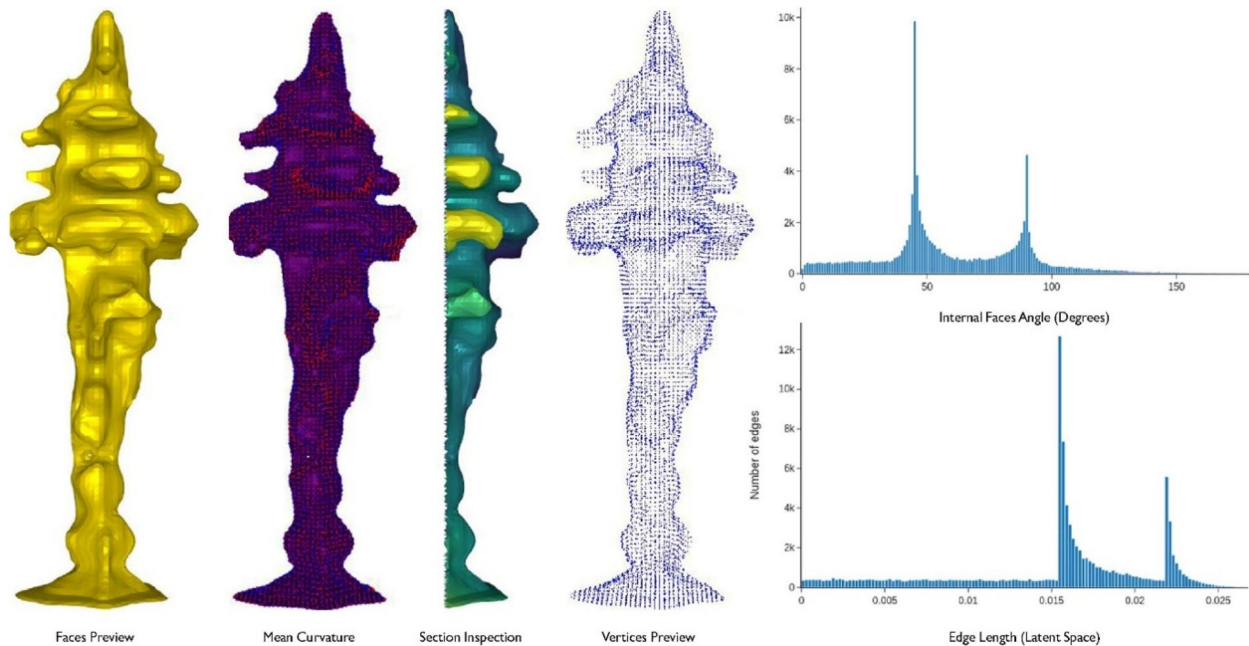 10k
8k
6k
4k
2k
0
0
50
100
150
Internal Faces Angle (Degrees)
12k
10k
8k
6k
4k
2k
0
Number of edges
0
0.005
0.01
0.015
0.02
0.025
Faces Preview
Mean Curvature
Section Inspection
Vertices Preview
Edge Length (Latent Space)